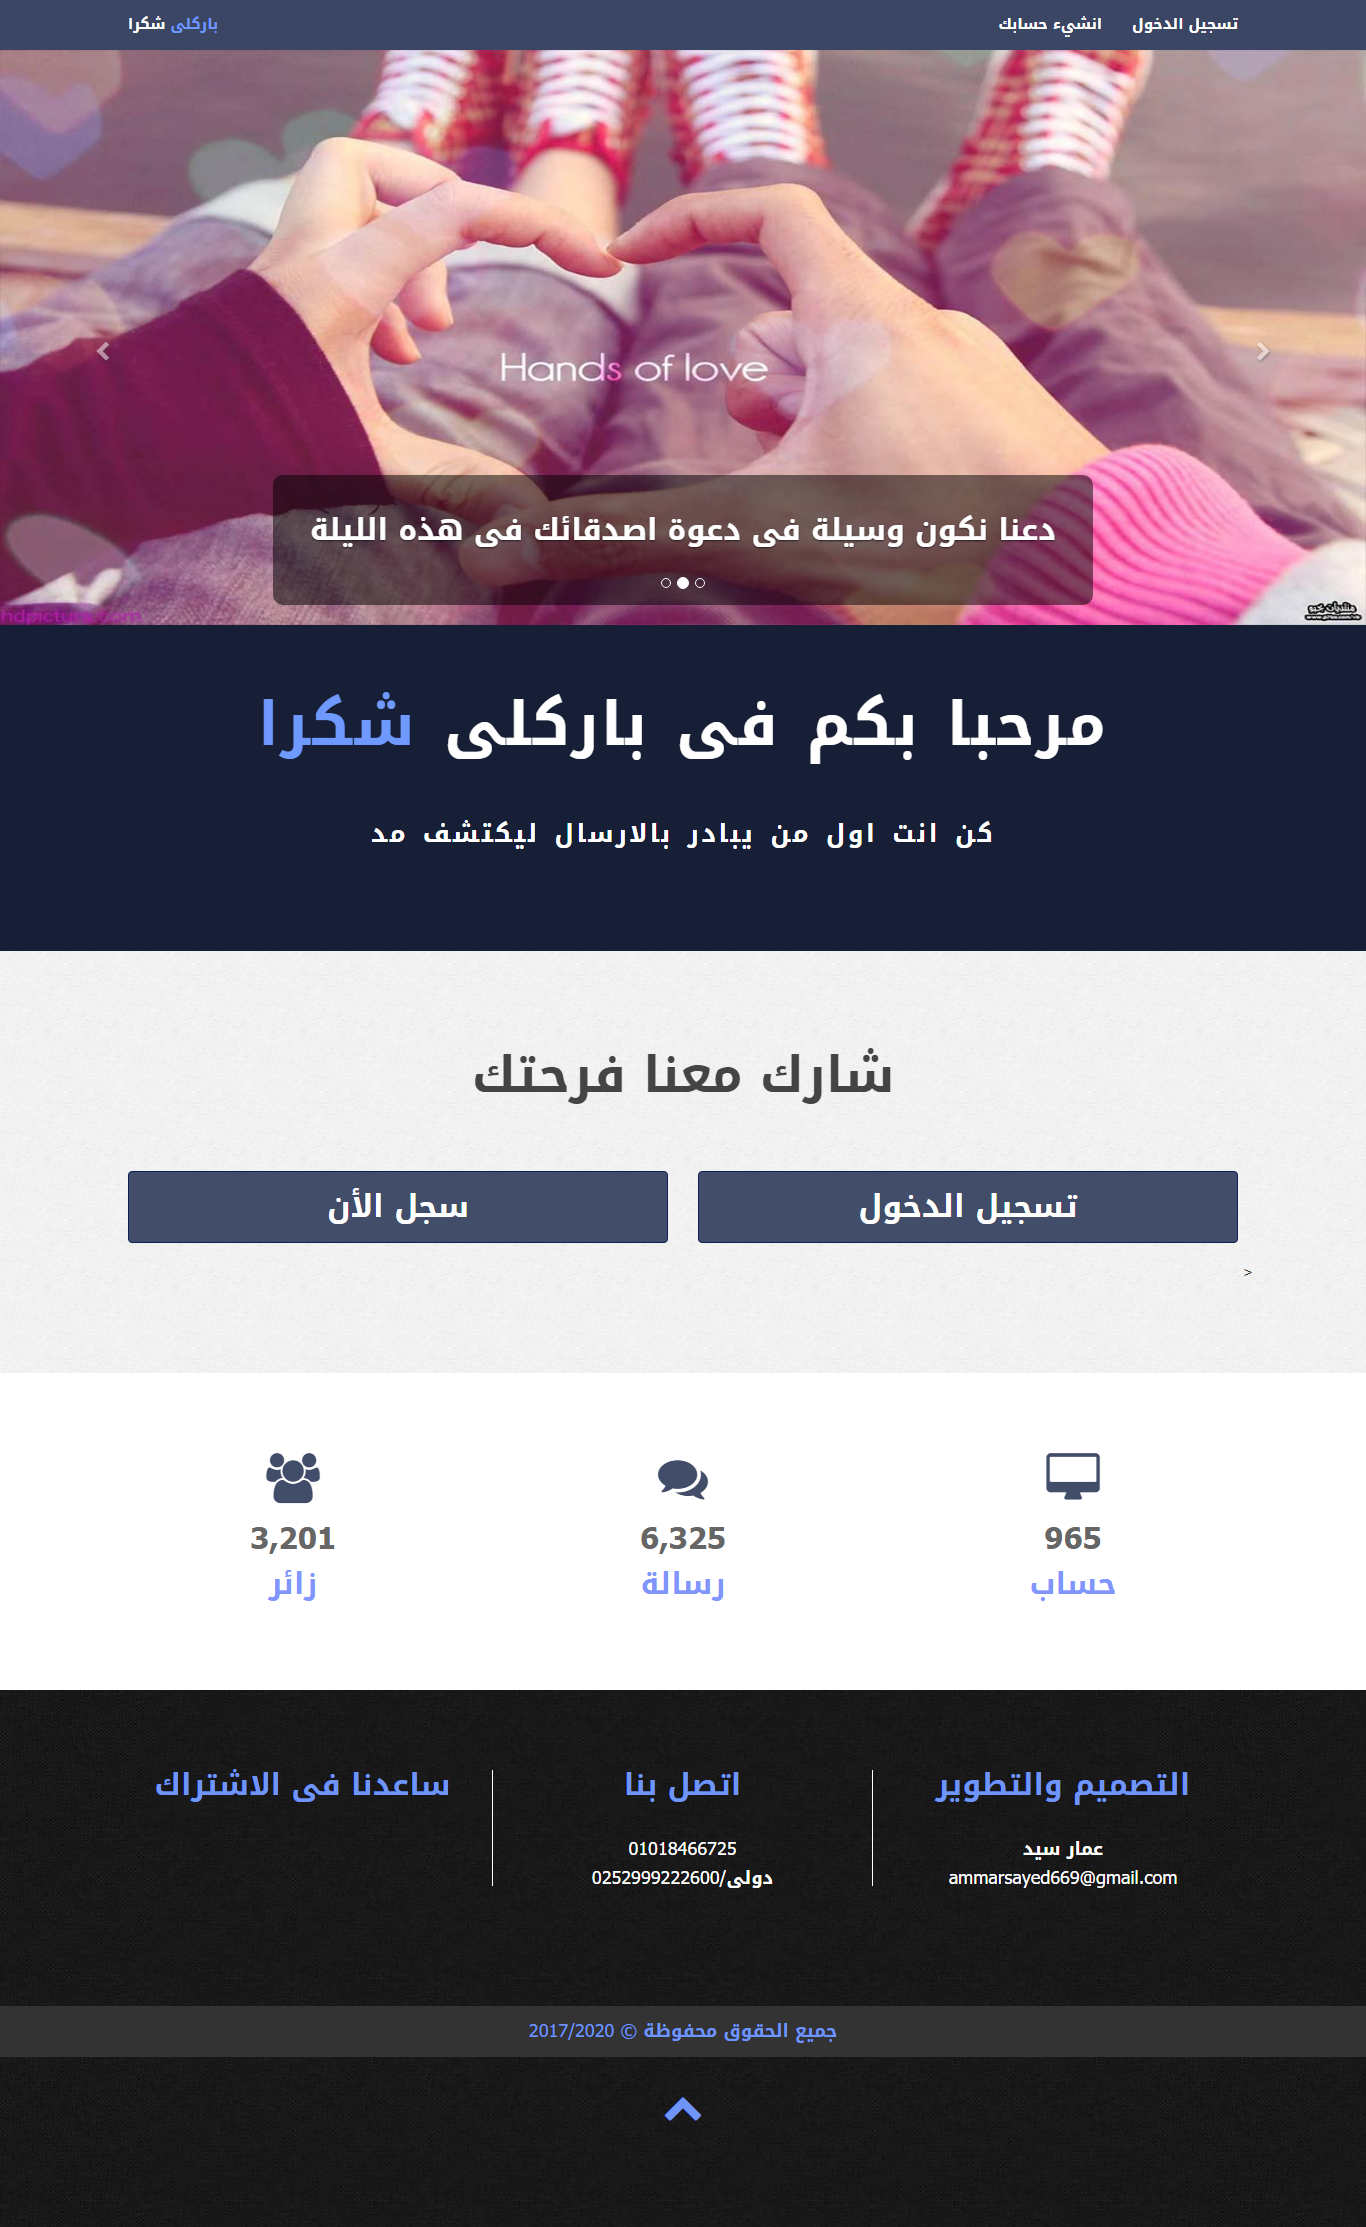 تسجيل الدخول
انشيء حسابك
باركلى شكرا
Hands of love
دعنا نكون وسيلة فى دعوة اصدقائك فى هذه الليلة
مرحبا بكم فى باركلى شكرا
كن انت اول من يبادر بالارسال ليكتشف مد
شارك معنا فرحتك
تسجيل الدخول
سجل الأن
>
965
حساب
6,325
رسالة
3,201
زائر
التصميم والتطوير
عمار سيد
ammarsayed669@gmail.com
اتصل بنا
01018466725
دولى/0252999222600
ساعدنا فى الاشتراك
جميع الحقوق محفوظة © 2017/2020